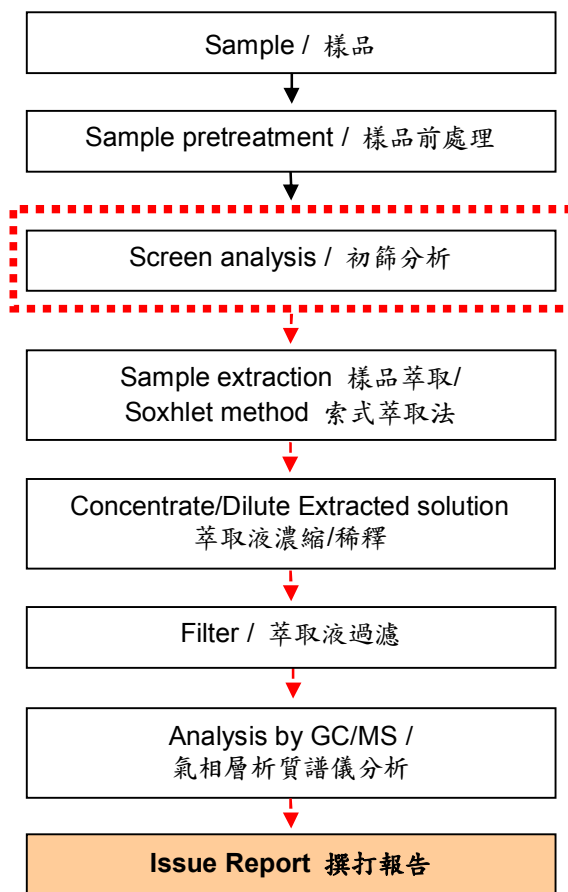 Sample / 樣品
Sample pretreatment / 樣品前處理
Screen analysis / 初篩分析
Sample extraction 樣品萃取/
Soxhlet method 索式萃取法
Concentrate/Dilute Extracted solution
萃取液濃縮/稀釋
Filter / 萃取液過濾
Analysis by GC/MS /
氣相層析質譜儀分析
Issue Report 撰打報告